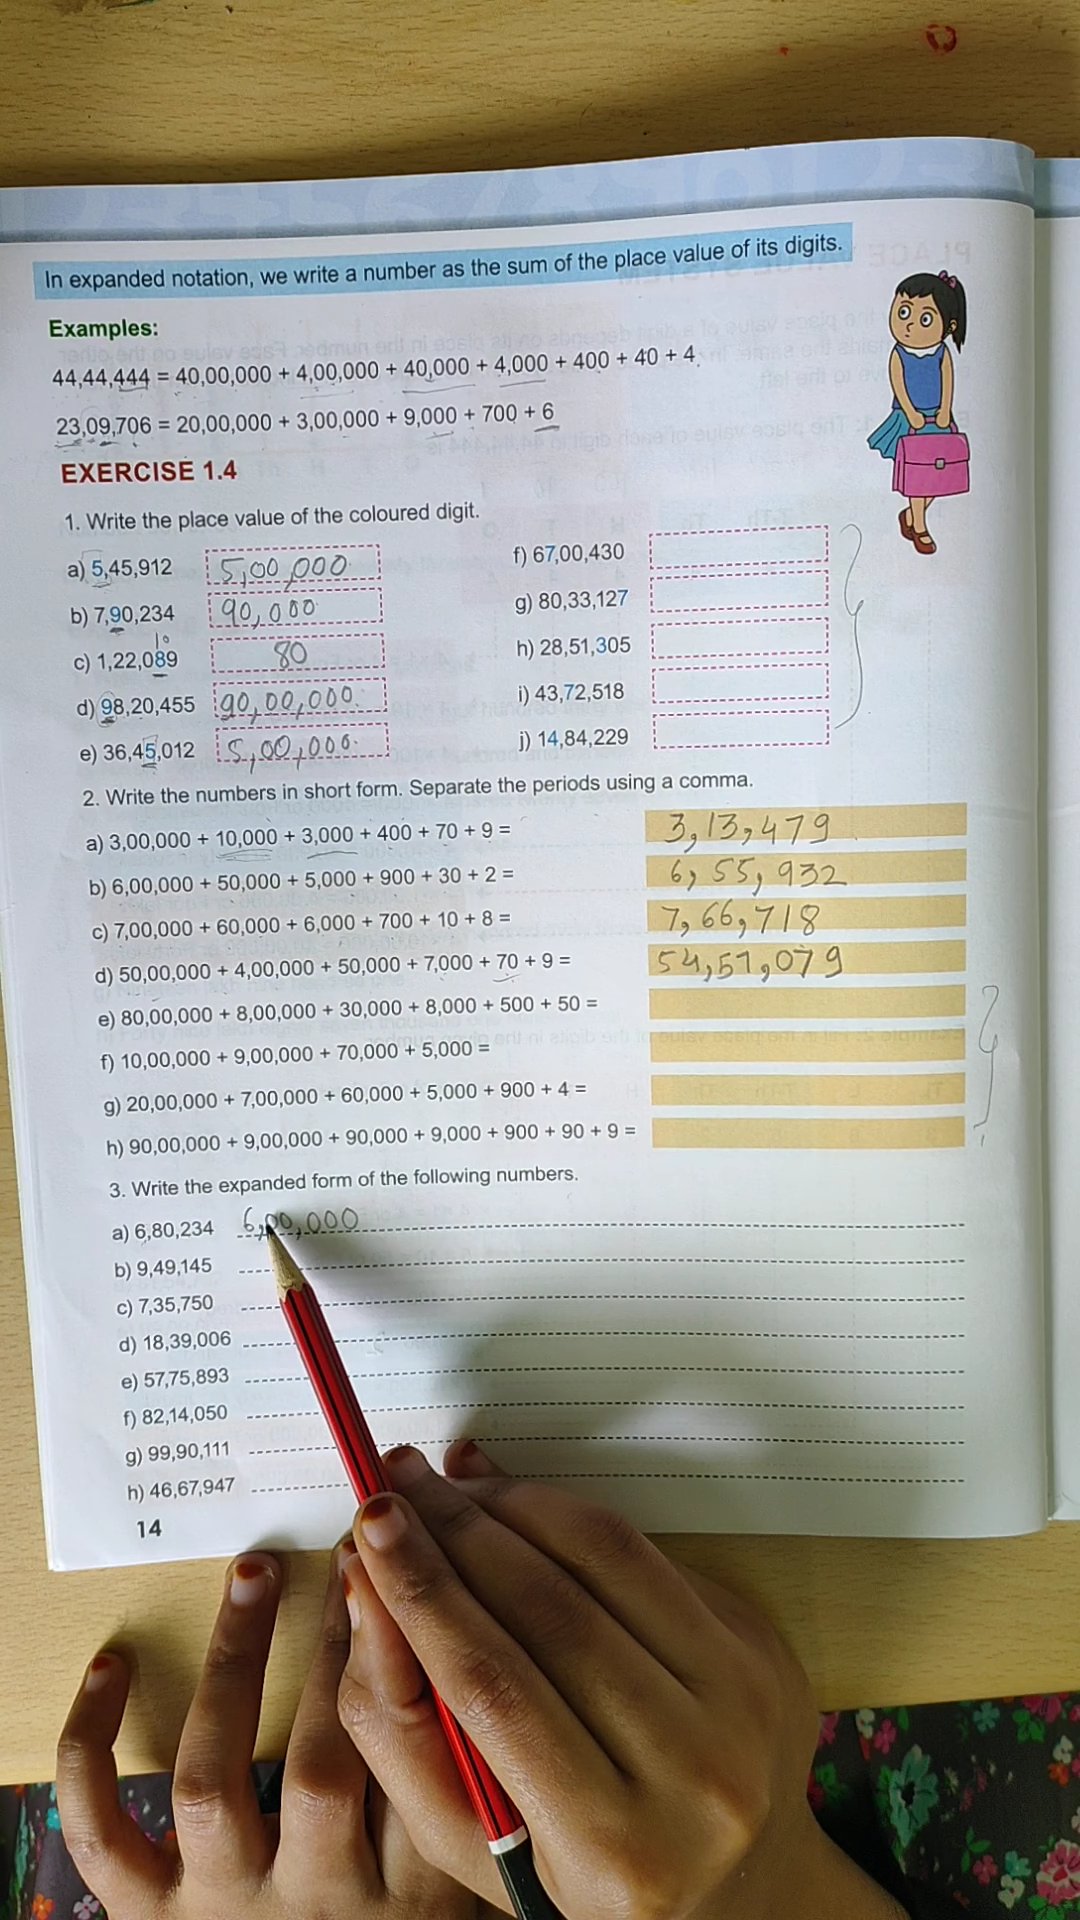 In expanded notation, we write a number as the sum of the place value of its digits.
Examples:
44,44,444 = 40,00,000 + 4,00,000 + 40,000 + 4,000 + 400 + 40 + 4
23,09,706 = 20,00,000 + 3,00,000 + 9,000 + 700 + 6
EXERCISE 1.4
1. Write the place value of the coloured digit.
a) 5,45,912 5,00,000
b) 7,90,234 90,000
10
c) 1,22,089 80
d) 98,20,455 90,00,000
e) 36,45,012 5,00,000
f) 67,00,430
g) 80,33,127
h) 28,51,305
i) 43,72,518
j) 14,84,229
2. Write the numbers in short form. Separate the periods using a comma.
a) 3,00,000 + 10,000 + 3,000 + 400 + 70 + 9 = 3,13,479
b) 6,00,000 + 50,000 + 5,000 + 900 + 30 + 2 = 6,55,932
c) 7,00,000 + 60,000 + 6,000 + 700 + 10 + 8 = 7,66,718
d) 50,00,000 + 4,00,000 + 50,000 + 7,000 + 70 + 9 = 54,57,079
e) 80,00,000 + 8,00,000 + 30,000 + 8,000 + 500 + 50 =
f) 10,00,000 + 9,00,000 + 70,000 + 5,000 =
g) 20,00,000 + 7,00,000 + 60,000 + 5,000 + 900 + 4 =
h) 90,00,000 + 9,00,000 + 90,000 + 9,000 + 900 + 90 + 9 =
3. Write the expanded form of the following numbers.
a) 6,80,234 6,00,000
b) 9,49,145
c) 7,35,750
d) 18,39,006
e) 57,75,893
f) 82,14,050
g) 99,90,111
h) 46,67,947
14